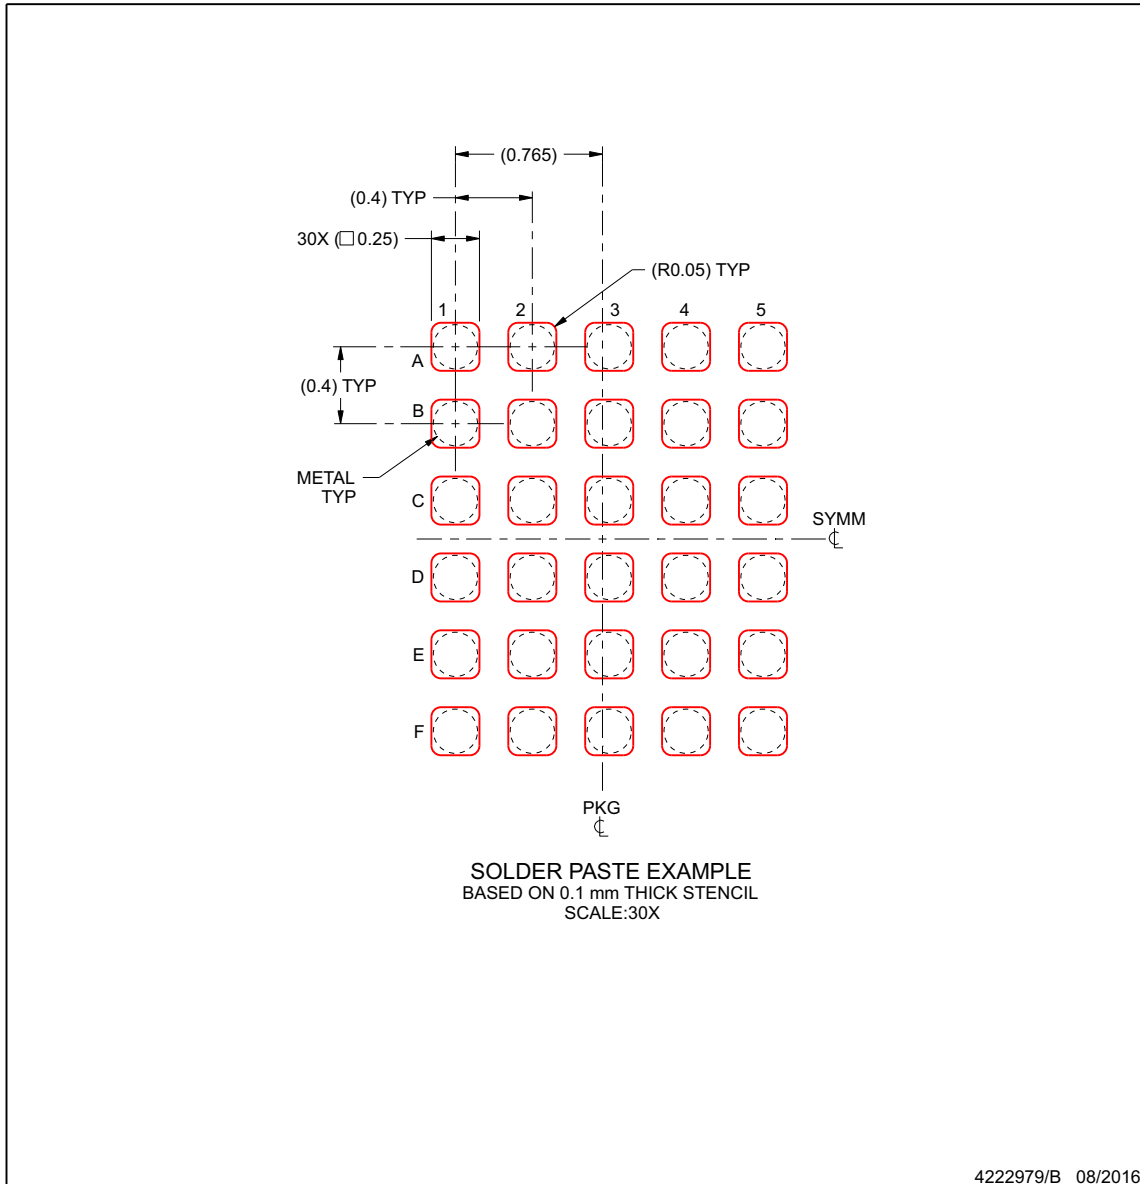 (0.765)
(0.4) TYP
30X (□ 0.25)
(R0.05) TYP
1 2 3 4 5
A
(0.4) TYP
B
METAL
TYP
C
SYMM
℄
D
E
F
PKG
℄
SOLDER PASTE EXAMPLE
BASED ON 0.1 mm THICK STENCIL
SCALE:30X
4222979/B 08/2016